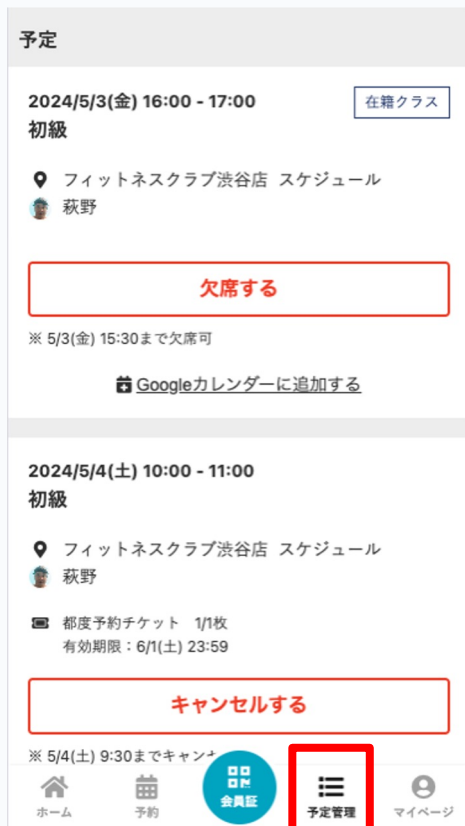 予定
2024/5/3(金) 16:00 - 17:00
在籍クラス
初級
フィットネスクラブ渋谷店 スケジュール
萩野
欠席する
※ 5/3(金) 15:30まで欠席可
Googleカレンダーに追加する
2024/5/4(土) 10:00 - 11:00
初級
フィットネスクラブ渋谷店 スケジュール
萩野
都度予約チケット 1/1枚
有効期限：6/1(土) 23:59
キャンセルする
※ 5/4(土) 9:30までキャン
ホーム
予約
会員証
予定管理
マイページ